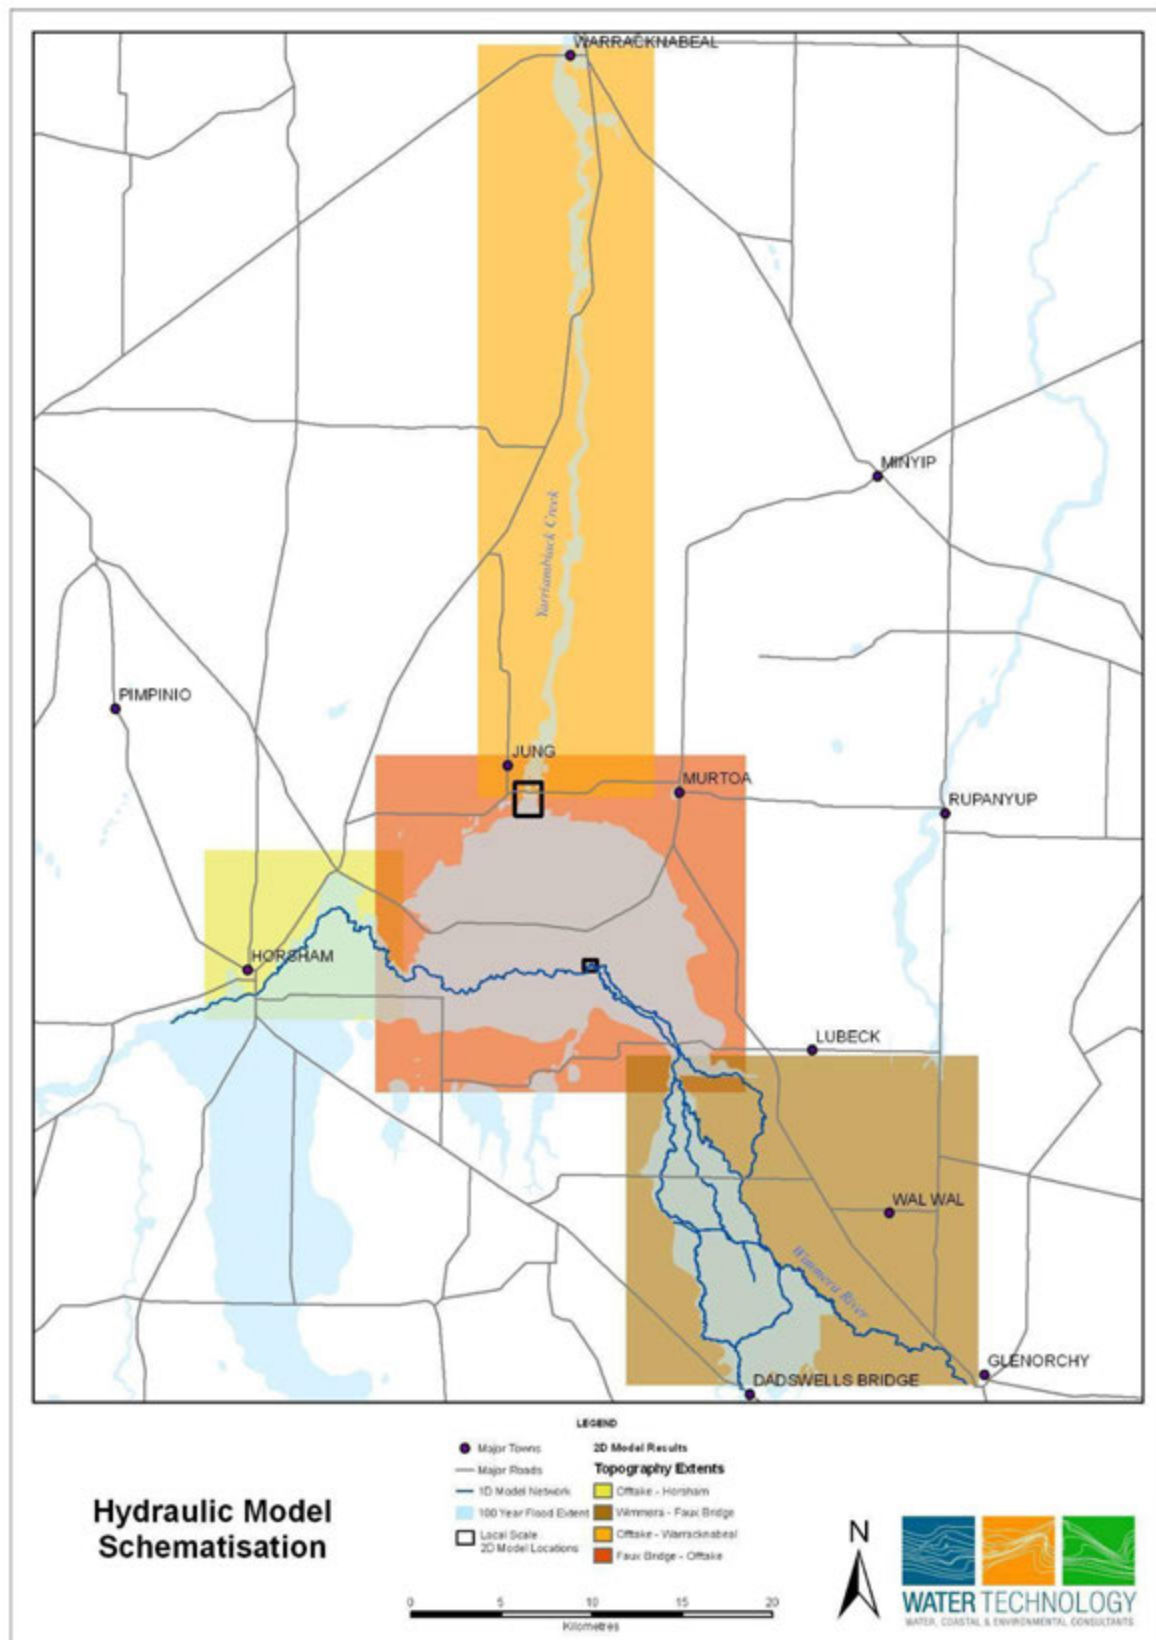 WARRACKNABEAL
MINYIP
Yarriambiack Creek
PIMPINIO
JUNG
MURTOA
RUPANYUP
HORSHAM
LUBECK
WAL WAL
Wimmera River
GLENORCHY
DADSWELLS BRIDGE
LEGEND
Major Towns
Major Roads
1D Model Network
100 Year Flood Extent
Local Scale
2D Model Locations
2D Model Results
Topography Extents
Offtake - Horsham
Wimmera - Faux Bridge
Offtake - Warracknabeal
Faux Bridge - Offtake
Hydraulic Model
Schematisation
0 5 10 15 20
Kilometres
N
WATER TECHNOLOGY
WATER, COASTAL & ENVIRONMENTAL CONSULTANTS